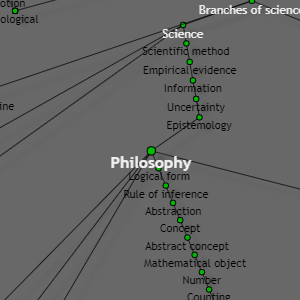 otion
ological
Branches of science
Science
Scientific method
Empirical evidence
Information
ine
Uncertainty
Epistemology
Philosophy
Logical form
Rule of inference
Abstraction
Concept
Abstract concept
Mathematical object
Number
Counting